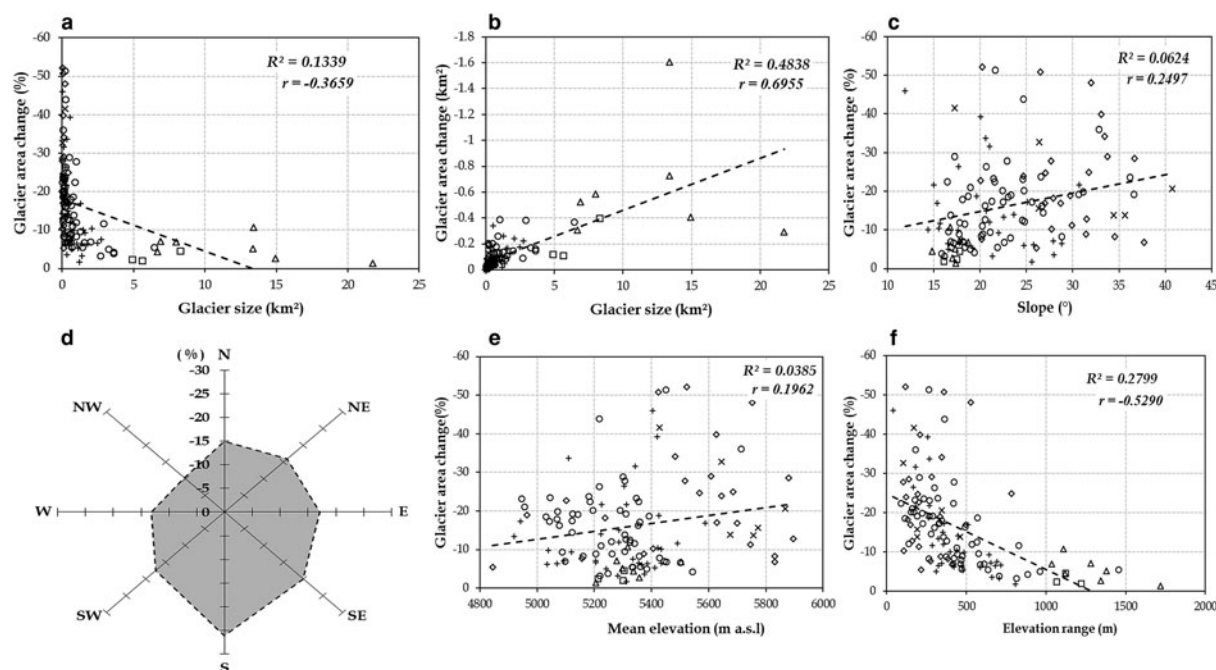 a
-60
-50
-40
-30
-20
-10
0
Glacier area change (%)
R² = 0.1339
r = -0.3659
0 5 10 15 20 25
Glacier size (km²)
b
-1.8
-1.6
-1.4
-1.2
-1
-0.8
-0.6
-0.4
-0.2
0
Glacier area change (km²)
R² = 0.4838
r = 0.6955
0 5 10 15 20 25
Glacier size (km²)
c
-60
-50
-40
-30
-20
-10
0
Glacier area change (%)
R² = 0.0624
r = 0.2497
10 15 20 25 30 35 40 45
Slope (°)
d
(%) N
-30
-25
-20
-15
-10
-5
0
NW
NE
W
E
SW
SE
S
e
-60
-50
-40
-30
-20
-10
0
Glacier area change(%)
R² = 0.0385
r = 0.1962
4800 5000 5200 5400 5600 5800 6000
Mean elevation (m a.s.l)
f
-60
-50
-40
-30
-20
-10
0
Glacier area change (%)
R² = 0.2799
r = -0.5290
0 500 1000 1500 2000
Elevation range (m)